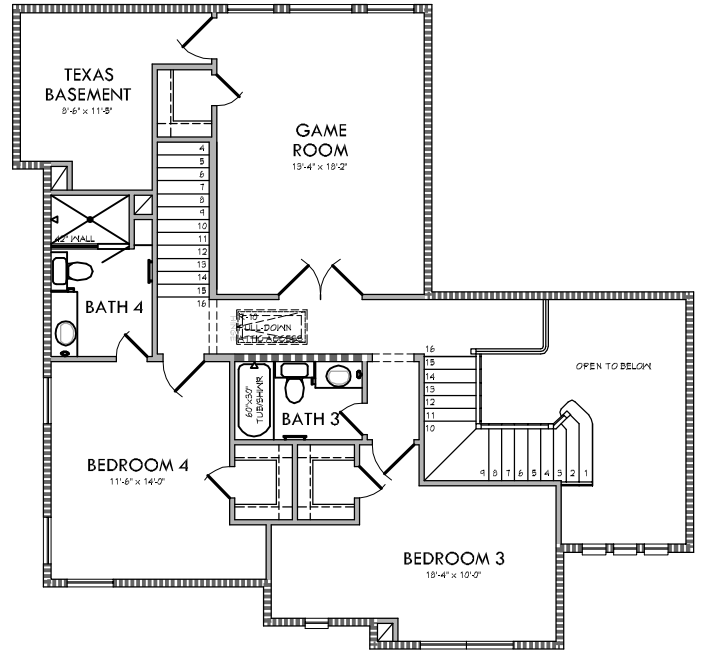 TEXAS
BASEMENT
8'-6" x 11'-5"
GAME
ROOM
13'-4" x 18'-2"
4
5
6
7
8
9
10
11
12
13
14
15
16
42" WALL
BATH 4
PULL-DOWN
ATTIC ACCESS
OPEN TO BELOW
16
15
14
13
12
11
10
9
8
7
6
5
4
3
2
1
60"x30"
TUB/SHWR
BATH 3
BEDROOM 4
11'-6" x 14'-0"
BEDROOM 3
18'-4" x 10'-0"